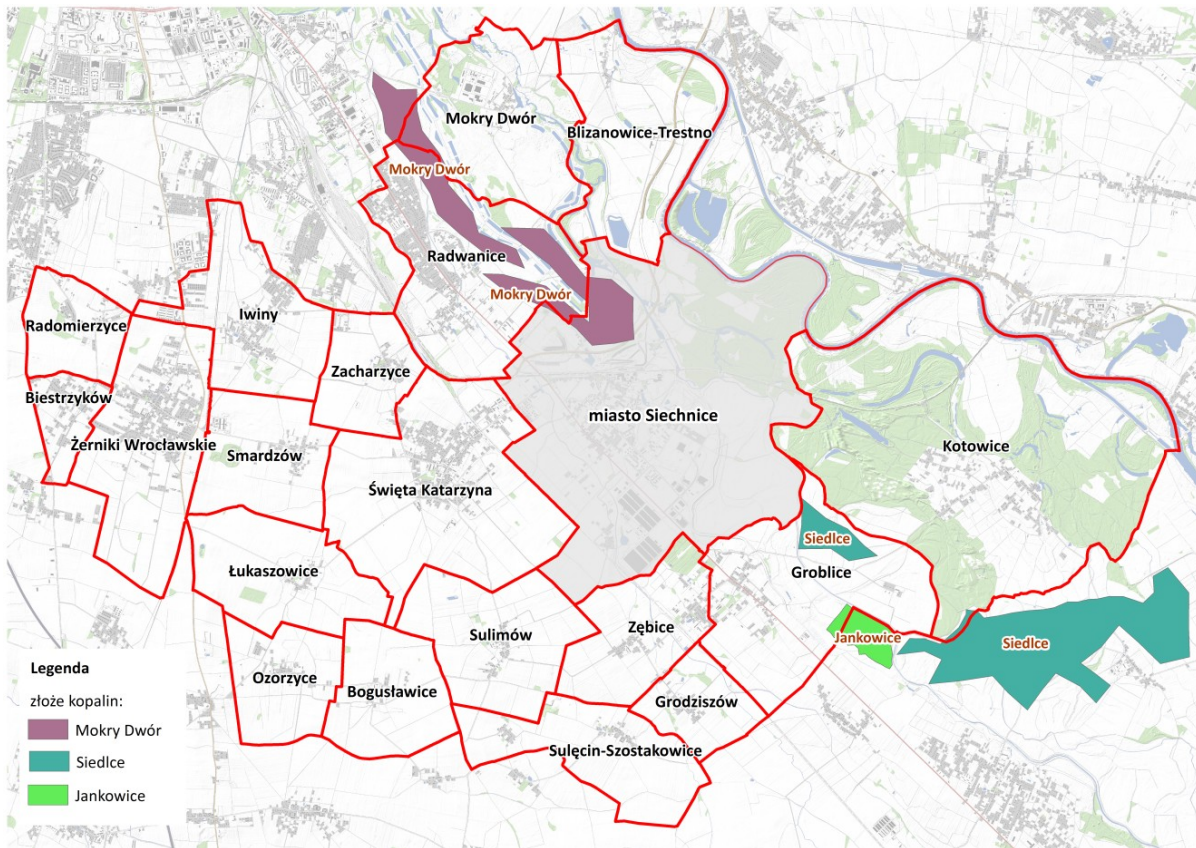 Mokry Dwór
Blizanowice-Trestno
Mokry Dwór
Radwanice
Mokry Dwór
Iwiny
Radomierzyce
Zacharzyce
Biestrzyków
miasto Siechnice
Żerniki Wrocławskie
Smardzów
Kotowice
Święta Katarzyna
Siedlce
Łukaszowice
Groblice
Sulimów
Zębice
Jankowice
Siedlce
Ozorzyce
Bogusławice
Grodziszów
Sulęcin-Szostakowice
Legenda
złoże kopalin:
Mokry Dwór
Siedlce
Jankowice